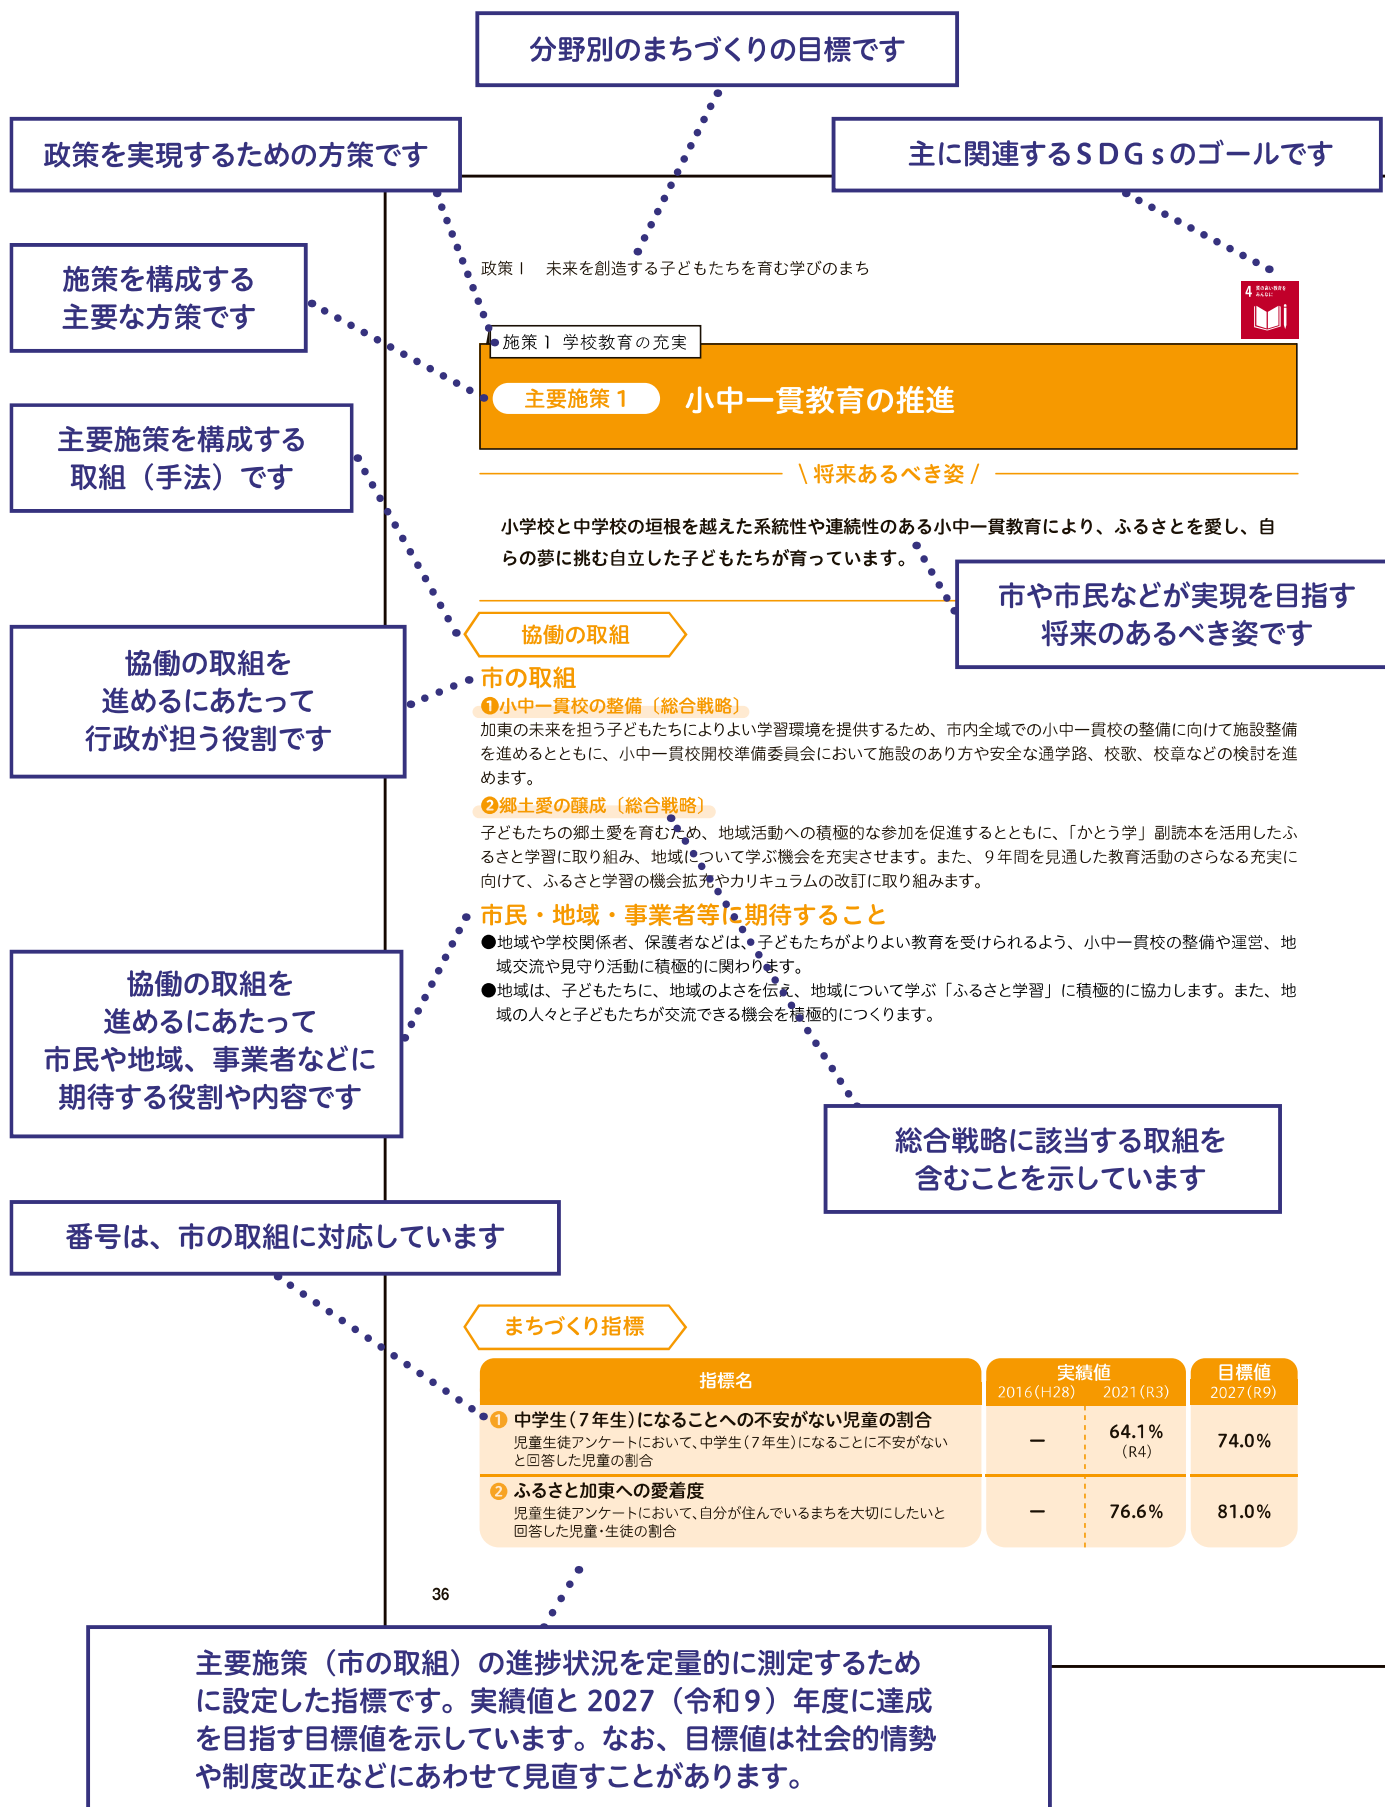 分野別のまちづくりの目標です
政策を実現するための方策です
主に関連するSDGsのゴールです
施策を構成する
主要な方策です
政策Ⅰ　未来を創造する子どもたちを育む学びのまち
4 質の高い教育を
みんなに
施策1 学校教育の充実
主要施策1　小中一貫教育の推進
主要施策を構成する
取組（手法）です
\ 将来あるべき姿 /
小学校と中学校の垣根を越えた系統性や連続性のある小中一貫教育により、ふるさとを愛し、自
らの夢に挑む自立した子どもたちが育っています。
市や市民などが実現を目指す
将来のあるべき姿です
協働の取組
協働の取組を
進めるにあたって
行政が担う役割です
市の取組
❶小中一貫校の整備〔総合戦略〕
加東の未来を担う子どもたちによりよい学習環境を提供するため、市内全域での小中一貫校の整備に向けて施設整備
を進めるとともに、小中一貫校開校準備委員会において施設のあり方や安全な通学路、校歌、校章などの検討を進
めます。
❷郷土愛の醸成〔総合戦略〕
子どもたちの郷土愛を育むため、地域活動への積極的な参加を促進するとともに、「かとう学」副読本を活用したふ
るさと学習に取り組み、地域について学ぶ機会を充実させます。また、９年間を見通した教育活動のさらなる充実に
向けて、ふるさと学習の機会拡充やカリキュラムの改訂に取り組みます。
市民・地域・事業者等に期待すること
●地域や学校関係者、保護者などは、子どもたちがよりよい教育を受けられるよう、小中一貫校の整備や運営、地
域交流や見守り活動に積極的に関わります。
●地域は、子どもたちに、地域のよさを伝え、地域について学ぶ「ふるさと学習」に積極的に協力します。また、地
域の人々と子どもたちが交流できる機会を積極的につくります。
協働の取組を
進めるにあたって
市民や地域、事業者などに
期待する役割や内容です
総合戦略に該当する取組を
含むことを示しています
番号は、市の取組に対応しています
まちづくり指標
指標名　実績値　目標値
2016(H28)　2021(R3)　2027(R9)
❶ 中学生（７年生）になることへの不安がない児童の割合
児童生徒アンケートにおいて、中学生（７年生）になることに不安がない
と回答した児童の割合
－　64.1%　74.0%
(R4)
❷ ふるさと加東への愛着度
児童生徒アンケートにおいて、自分が住んでいるまちを大切にしたいと
回答した児童・生徒の割合
－　76.6%　81.0%
36
主要施策（市の取組）の進捗状況を定量的に測定するため
に設定した指標です。実績値と 2027（令和９）年度に達成
を目指す目標値を示しています。なお、目標値は社会的情勢
や制度改正などにあわせて見直すことがあります。